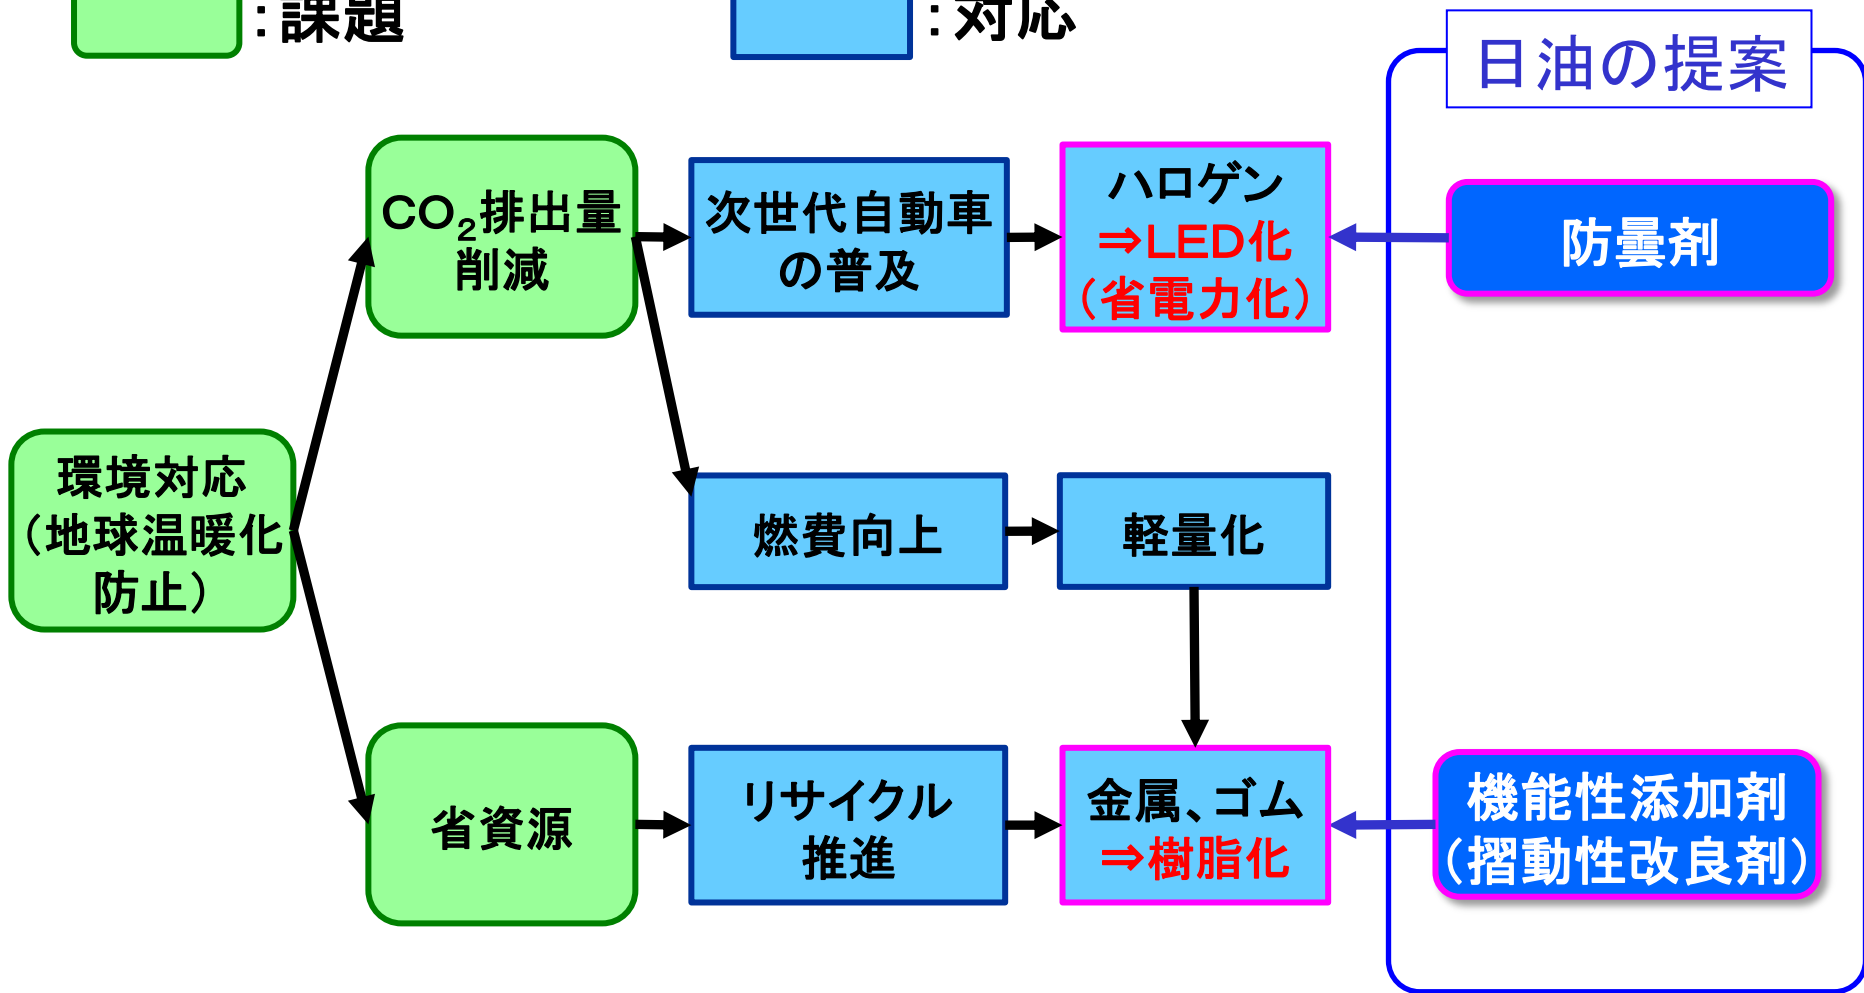 ：課題
：対応
日油の提案
CO₂排出量
削減
次世代自動車
の普及
ハロゲン
⇒LED化
（省電力化）
防曇剤
環境対応
（地球温暖化
防止）
燃費向上
軽量化
省資源
リサイクル
推進
金属、ゴム
⇒樹脂化
機能性添加剤
（摺動性改良剤）